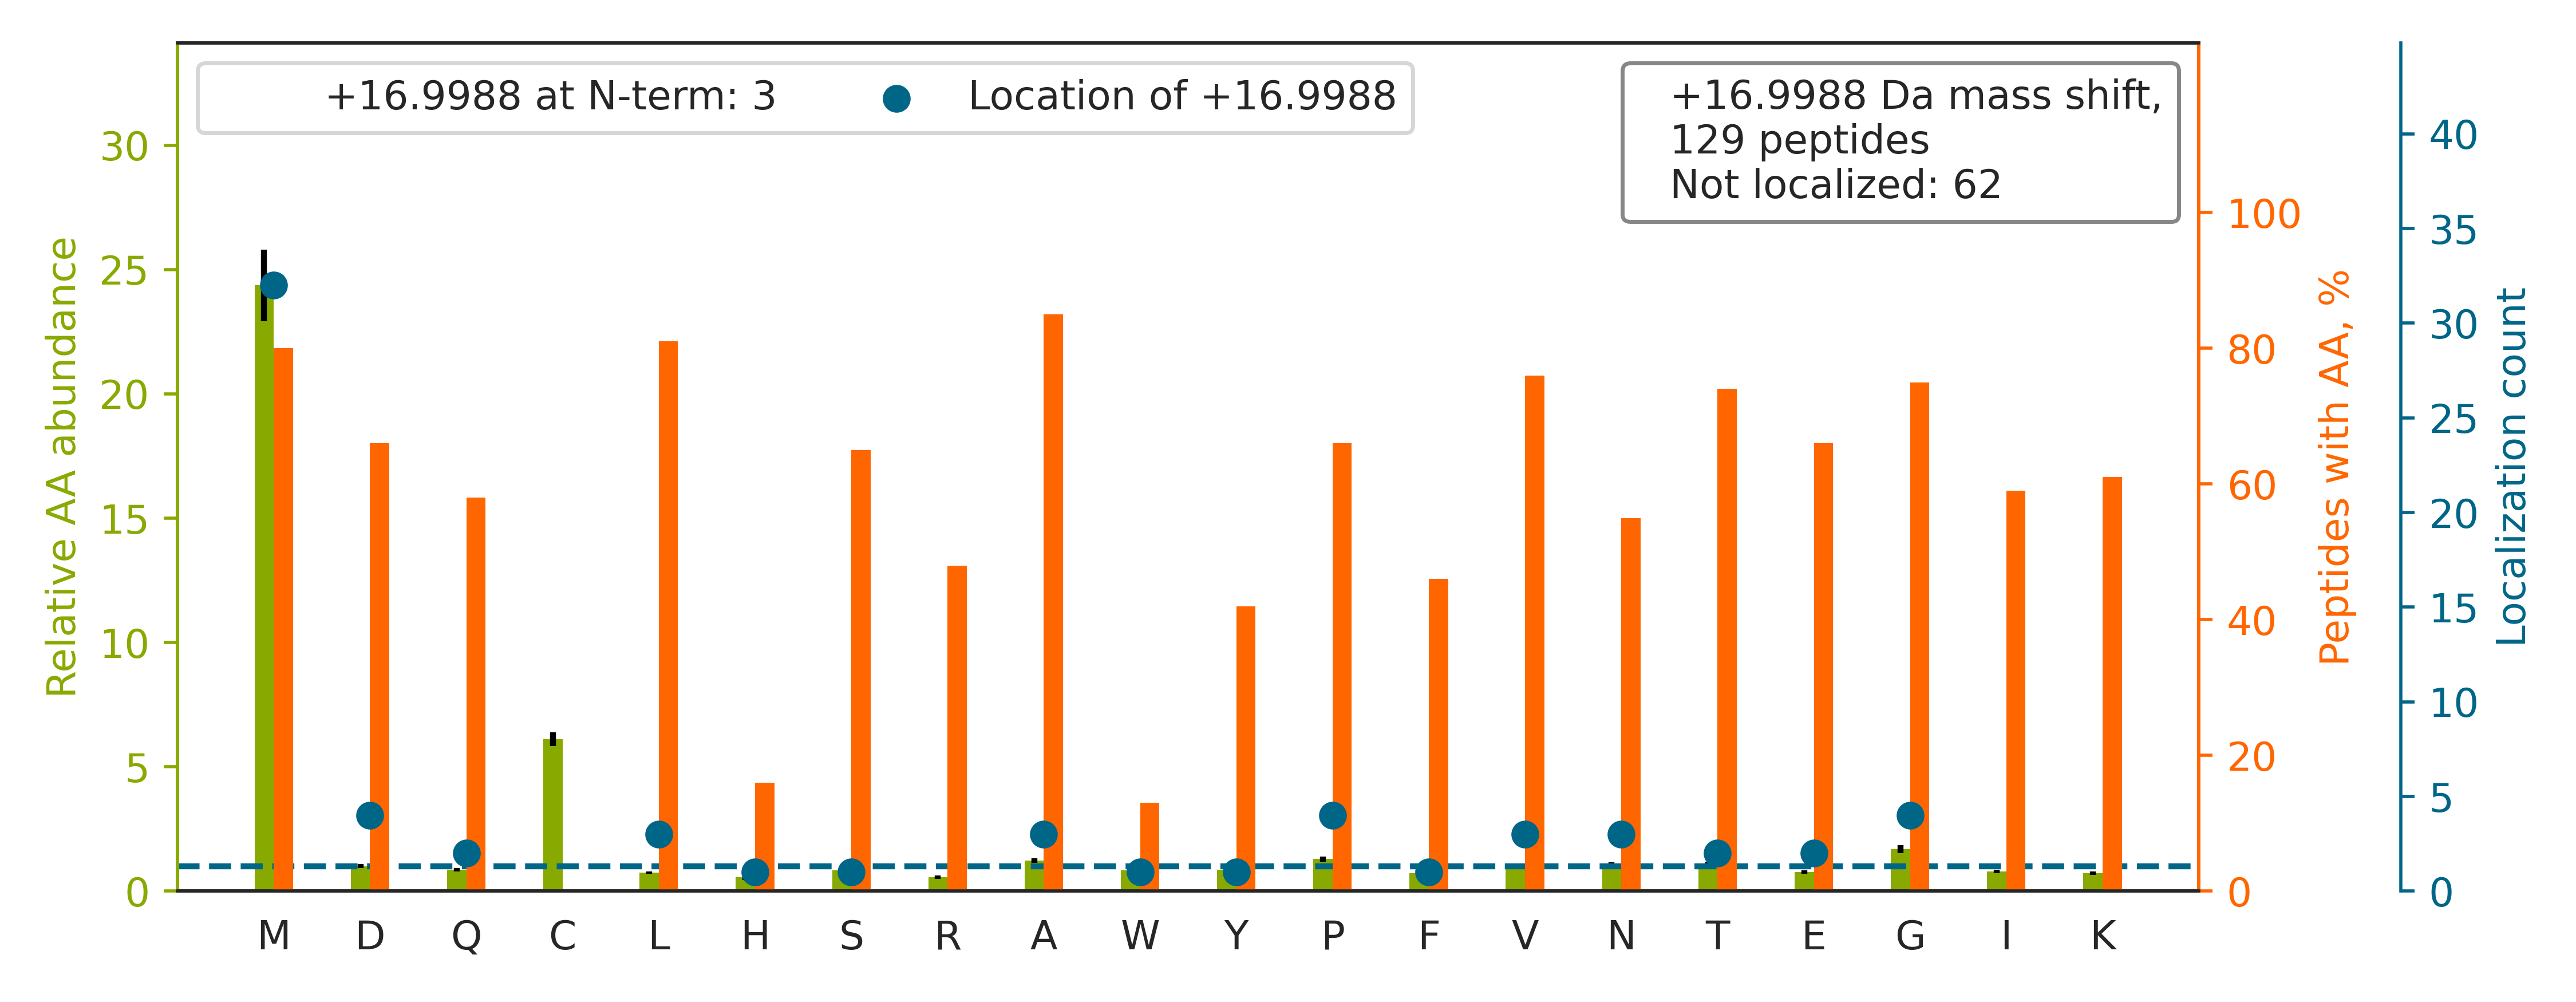 +16.9988 at N-term: 3
Location of +16.9988
+16.9988 Da mass shift,
129 peptides
Not localized: 62
Relative AA abundance
30
25
20
15
10
5
0
M D Q C L H S R A W Y P F V N T E G I K
100
80
60
40
20
0
Peptides with AA, %
40
35
30
25
20
15
10
5
0
Localization count